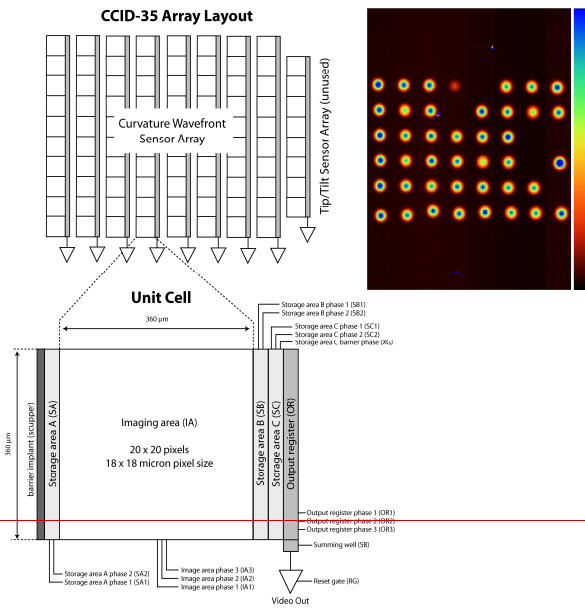 CCID-35 Array Layout
Curvature Wavefront
Sensor Array
Tip/Tilt Sensor Array (unused)
Unit Cell
360 µm
Storage area B phase 1 (SB1)
Storage area B phase 2 (SB2)
Storage area C phase 1 (SC1)
Storage area C phase 2 (SC2)
Storage area C barrier phase (XG)
360 µm
barrier implant (scupper)
Storage area A (SA)
Imaging area (IA)
20 x 20 pixels
18 x 18 micron pixel size
Storage area B (SB)
Storage area C (SC)
Output register (OR)
Output register phase 1 (OR1)
Output register phase 2 (OR2)
Output register phase 3 (OR3)
Summing well (SB)
Storage area A phase 2 (SA2)
Storage area A phase 1 (SA1)
Image area phase 3 (IA3)
Image area phase 2 (IA2)
Image area phase 1 (IA1)
Reset gate (RG)
Video Out